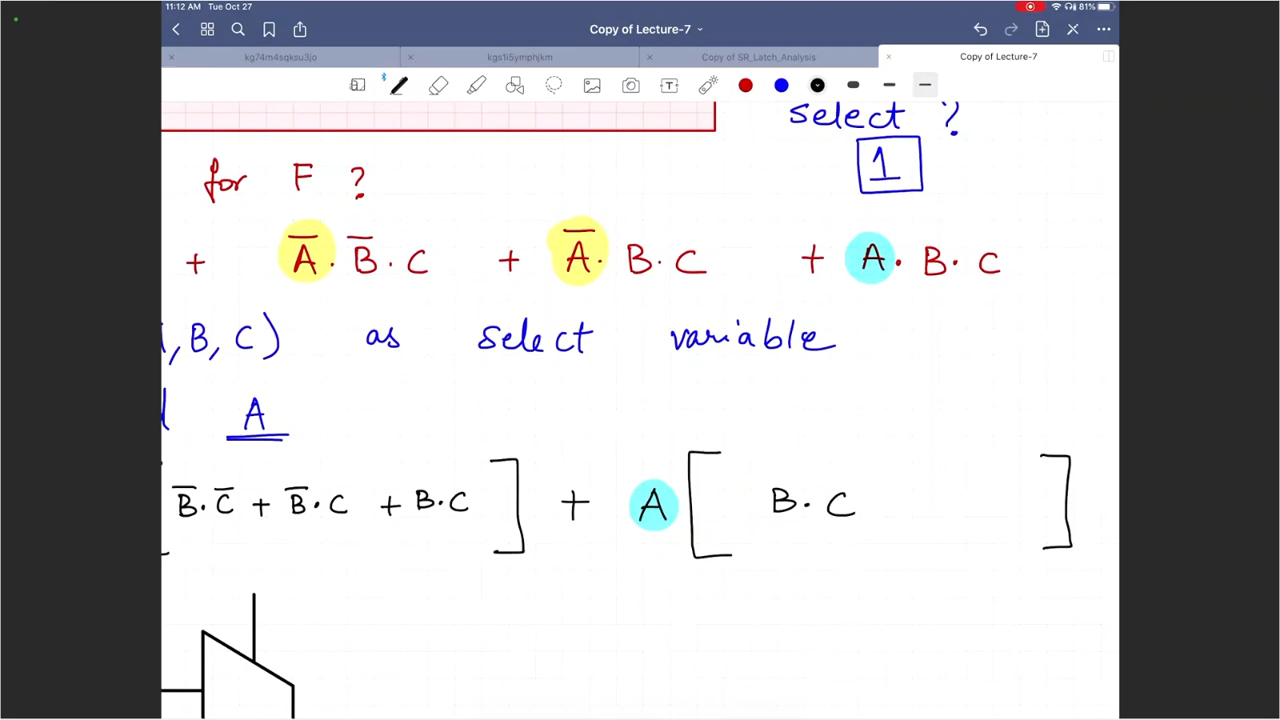 11:12 AM Tue Oct 27
81%
Copy of Lecture-7
kg74m4sqksu3jo
kgs1i5ymphjkm
Copy of SR_Latch_Analysis
Copy of Lecture-7
select ?
1
for F ?
+ A̅ · B̅ · C + A̅ · B · C + A · B · C
, B, C) as select variable
A
B̅·C̅ + B̅·C + B·C ] + A [ B·C ]